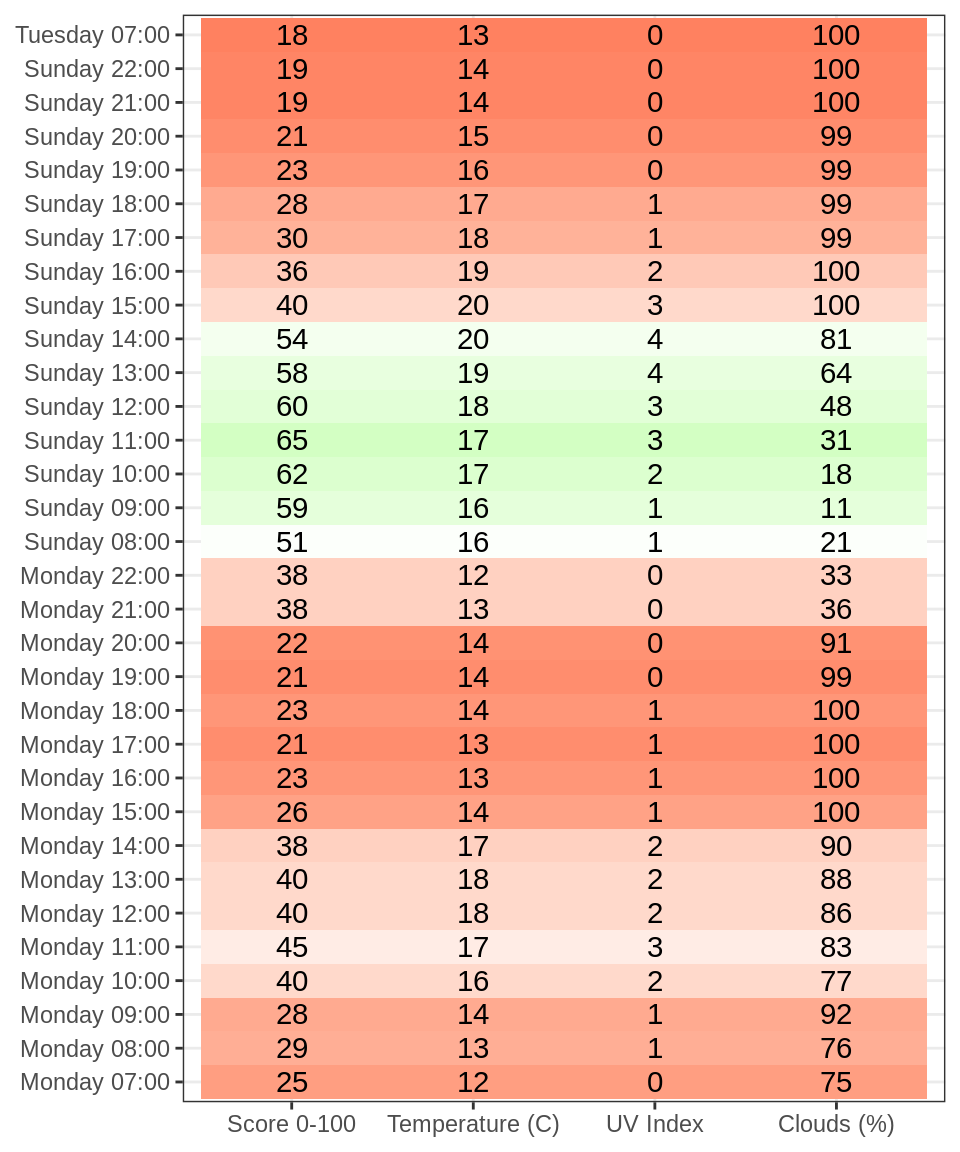 Tuesday 07:00 18 13 0 100
Sunday 22:00 19 14 0 100
Sunday 21:00 19 14 0 100
Sunday 20:00 21 15 0 99
Sunday 19:00 23 16 0 99
Sunday 18:00 28 17 1 99
Sunday 17:00 30 18 1 99
Sunday 16:00 36 19 2 100
Sunday 15:00 40 20 3 100
Sunday 14:00 54 20 4 81
Sunday 13:00 58 19 4 64
Sunday 12:00 60 18 3 48
Sunday 11:00 65 17 3 31
Sunday 10:00 62 17 2 18
Sunday 09:00 59 16 1 11
Sunday 08:00 51 16 1 21
Monday 22:00 38 12 0 33
Monday 21:00 38 13 0 36
Monday 20:00 22 14 0 91
Monday 19:00 21 14 0 99
Monday 18:00 23 14 1 100
Monday 17:00 21 13 1 100
Monday 16:00 23 13 1 100
Monday 15:00 26 14 1 100
Monday 14:00 38 17 2 90
Monday 13:00 40 18 2 88
Monday 12:00 40 18 2 86
Monday 11:00 45 17 3 83
Monday 10:00 40 16 2 77
Monday 09:00 28 14 1 92
Monday 08:00 29 13 1 76
Monday 07:00 25 12 0 75
Score 0-100 Temperature (C) UV Index Clouds (%)